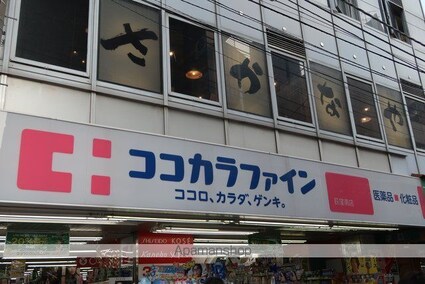 さかなや
ココカラファイン
ココロ、カラダ、ゲンキ。
医薬品■化粧品
SHISEIDO KOSÉ
Apamanshop